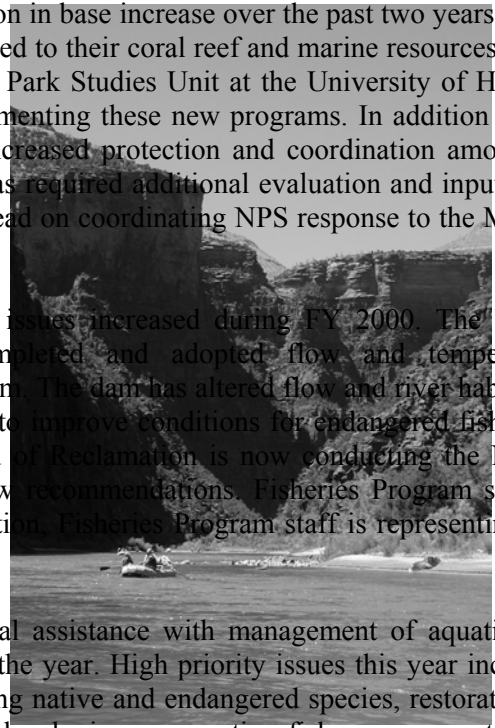 on in base increase over the past two years
ed to their coral reef and marine resources
Park Studies Unit at the University of H
menting these new programs. In addition
ncreased protection and coordination amo
as required additional evaluation and input
ead on coordinating NPS response to the M
issues increased during FY 2000. The
mpleted and adopted flow and tempe
m. The dam has altered flow and river hab
to improve conditions for endangered fish
of Reclamation is now conducting the
w recommendations. Fisheries Program s
tion, Fisheries Program staff is representin
al assistance with management of aquati
the year. High priority issues this year inc
ng native and endangered species, restorat